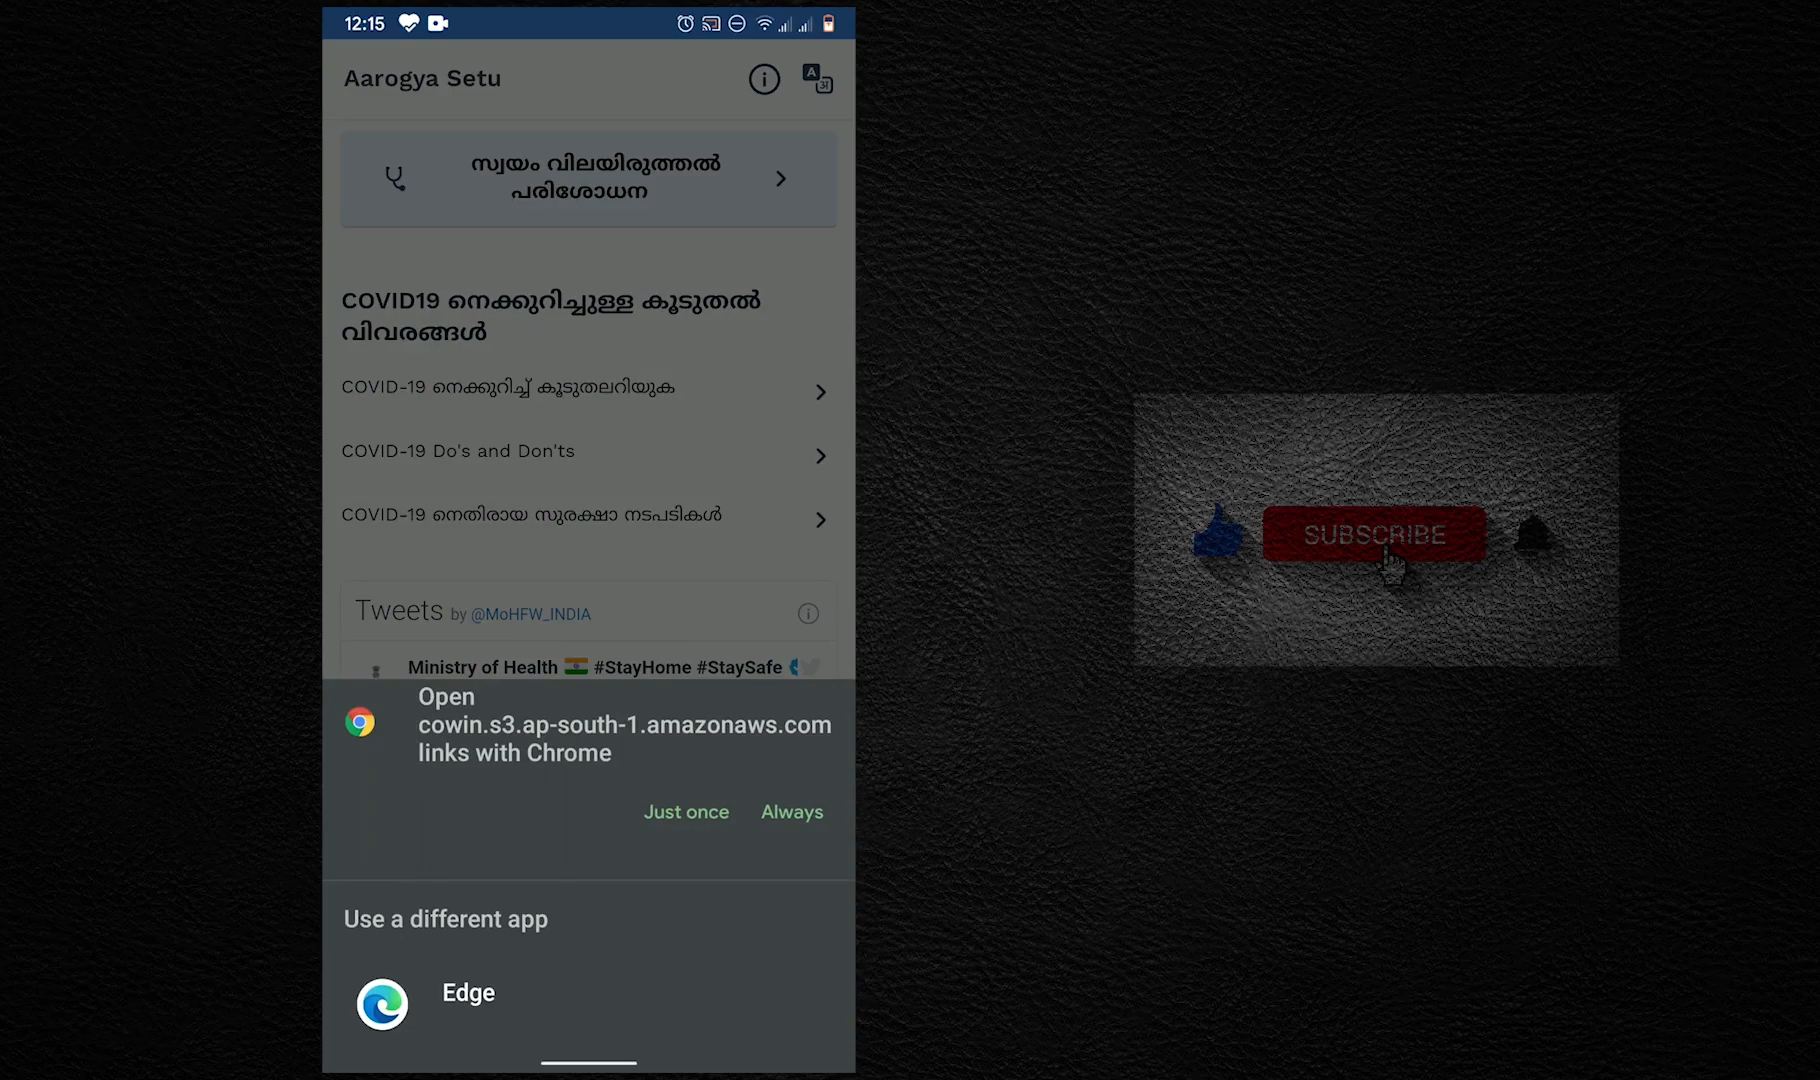 12:15
Aarogya Setu
സ്വയം വിലയിരുത്തൽ
പരിശോധന
COVID19 നെക്കുറിച്ചുള്ള കൂടുതൽ
വിവരങ്ങൾ
COVID-19 നെക്കുറിച്ച് കൂടുതലറിയുക
COVID-19 Do's and Don'ts
COVID-19 നെതിരായ സുരക്ഷാ നടപടികൾ
Tweets by @MoHFW_INDIA
Ministry of Health 🇮🇳 #StayHome #StaySafe
Open
cowin.s3.ap-south-1.amazonaws.com
links with Chrome
Just once Always
Use a different app
Edge
SUBSCRIBE